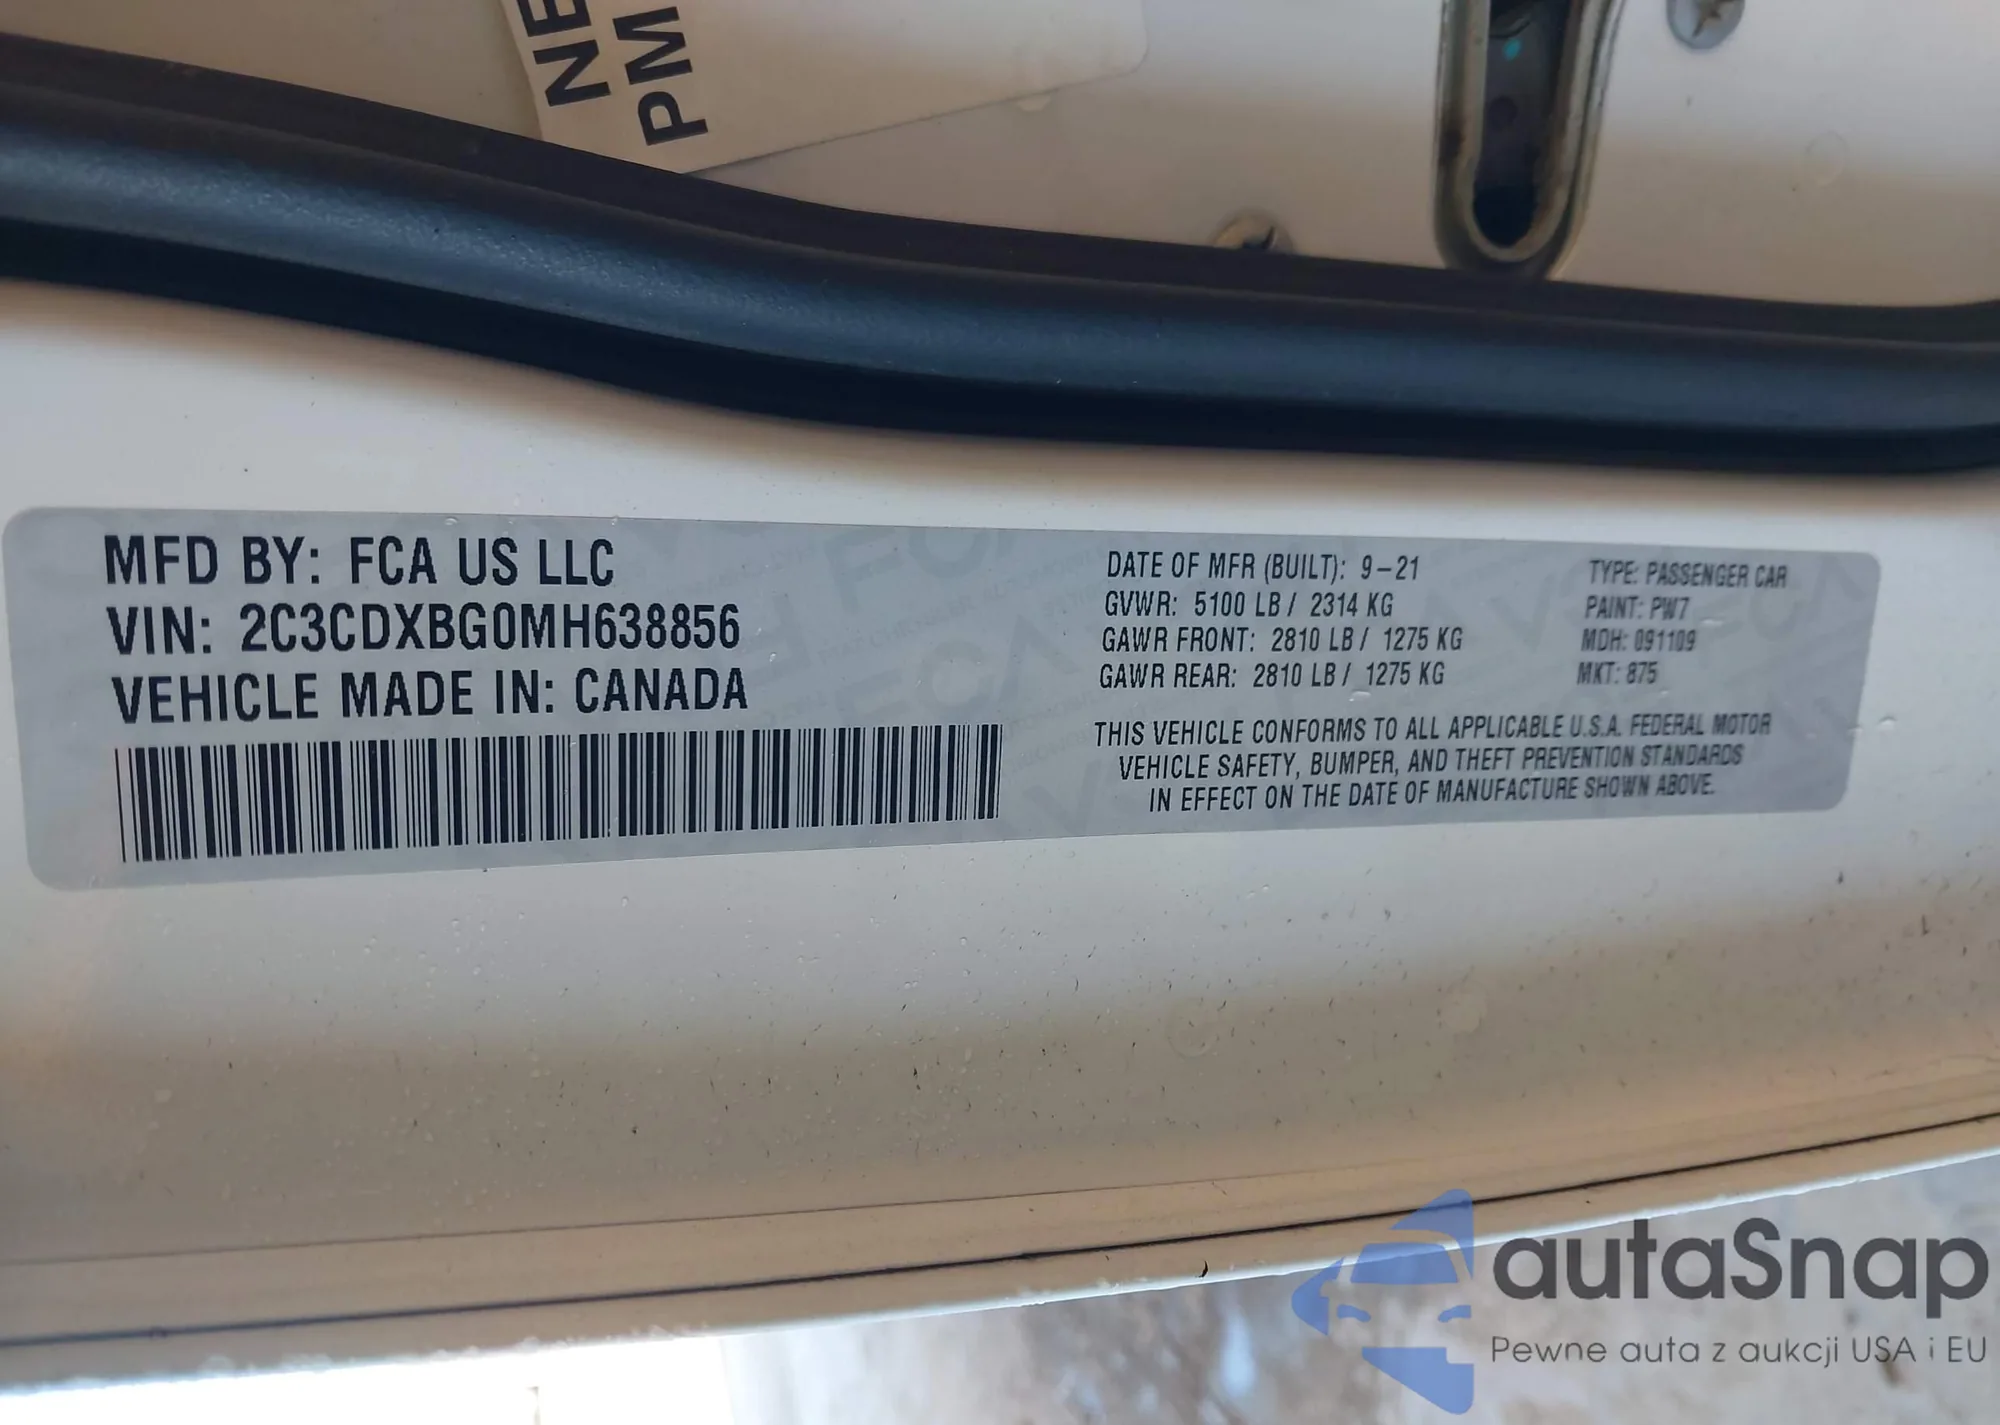 NE
PM
MFD BY: FCA US LLC
VIN: 2C3CDXBG0MH638856
VEHICLE MADE IN: CANADA
DATE OF MFR (BUILT): 9-21
GVWR: 5100 LB / 2314 KG
GAWR FRONT: 2810 LB / 1275 KG
GAWR REAR: 2810 LB / 1275 KG
TYPE: PASSENGER CAR
PAINT: PW7
MDH: 091109
MKT: 875
THIS VEHICLE CONFORMS TO ALL APPLICABLE U.S.A. FEDERAL MOTOR
VEHICLE SAFETY, BUMPER, AND THEFT PREVENTION STANDARDS
IN EFFECT ON THE DATE OF MANUFACTURE SHOWN ABOVE.
autaSnap
Pewne auta z aukcji USA i EU